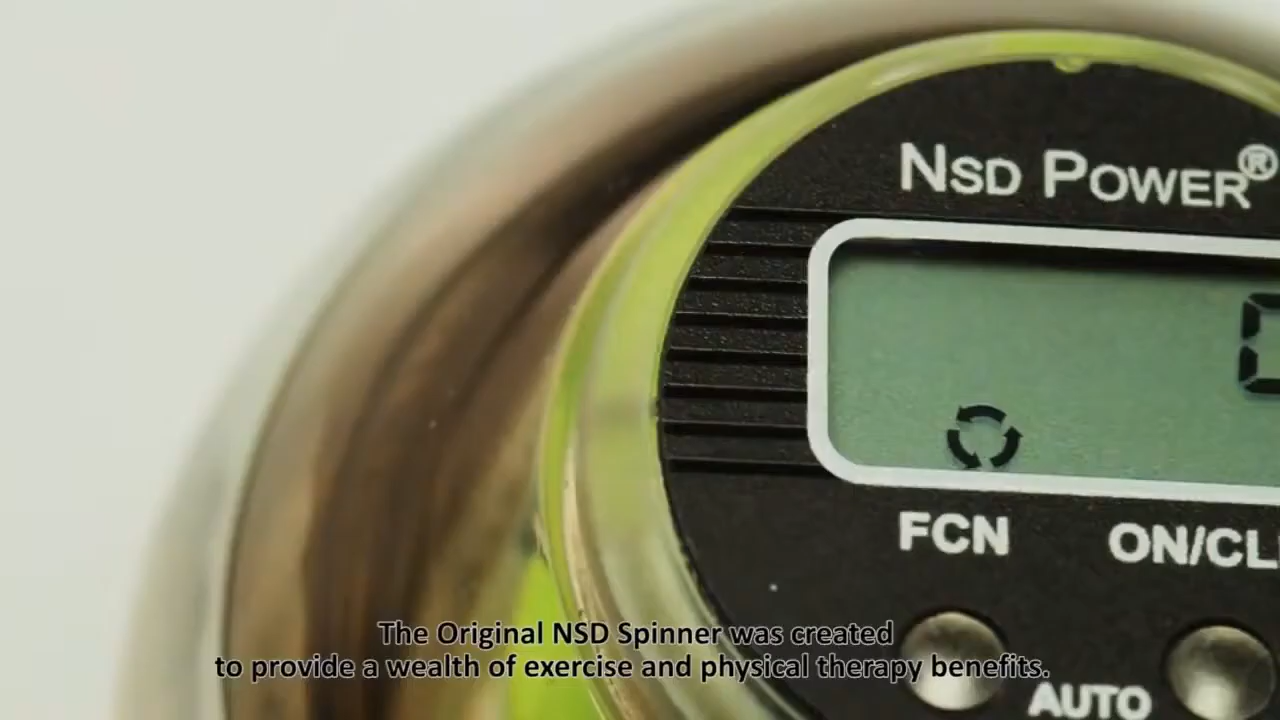 NSD POWER®
FCN
AUTO
The Original NSD Spinner was created
to provide a wealth of exercise and physical therapy benefits.